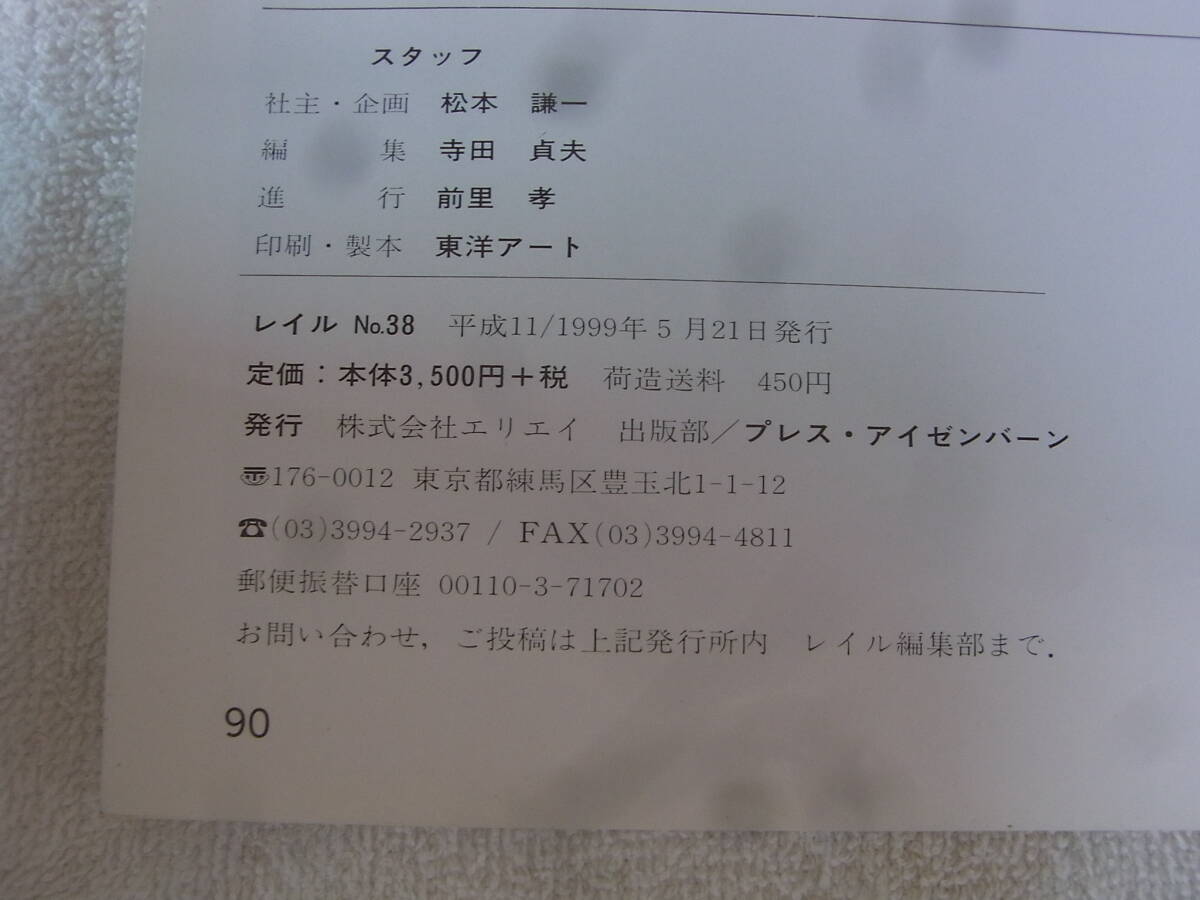 スタッフ
社主・企画 松本 謙一
編 集 寺田 貞夫
進 行 前里 孝
印刷・製本 東洋アート
レイル No.38 平成11/1999年5月21日発行
定価：本体3,500円＋税 荷造送料 450円
発行 株式会社エリエイ 出版部／プレス・アイゼンバーン
〠176-0012 東京都練馬区豊玉北1-1-12
☎(03)3994-2937 / FAX(03)3994-4811
郵便振替口座 00110-3-71702
お問い合わせ，ご投稿は上記発行所内 レイル編集部まで．
90